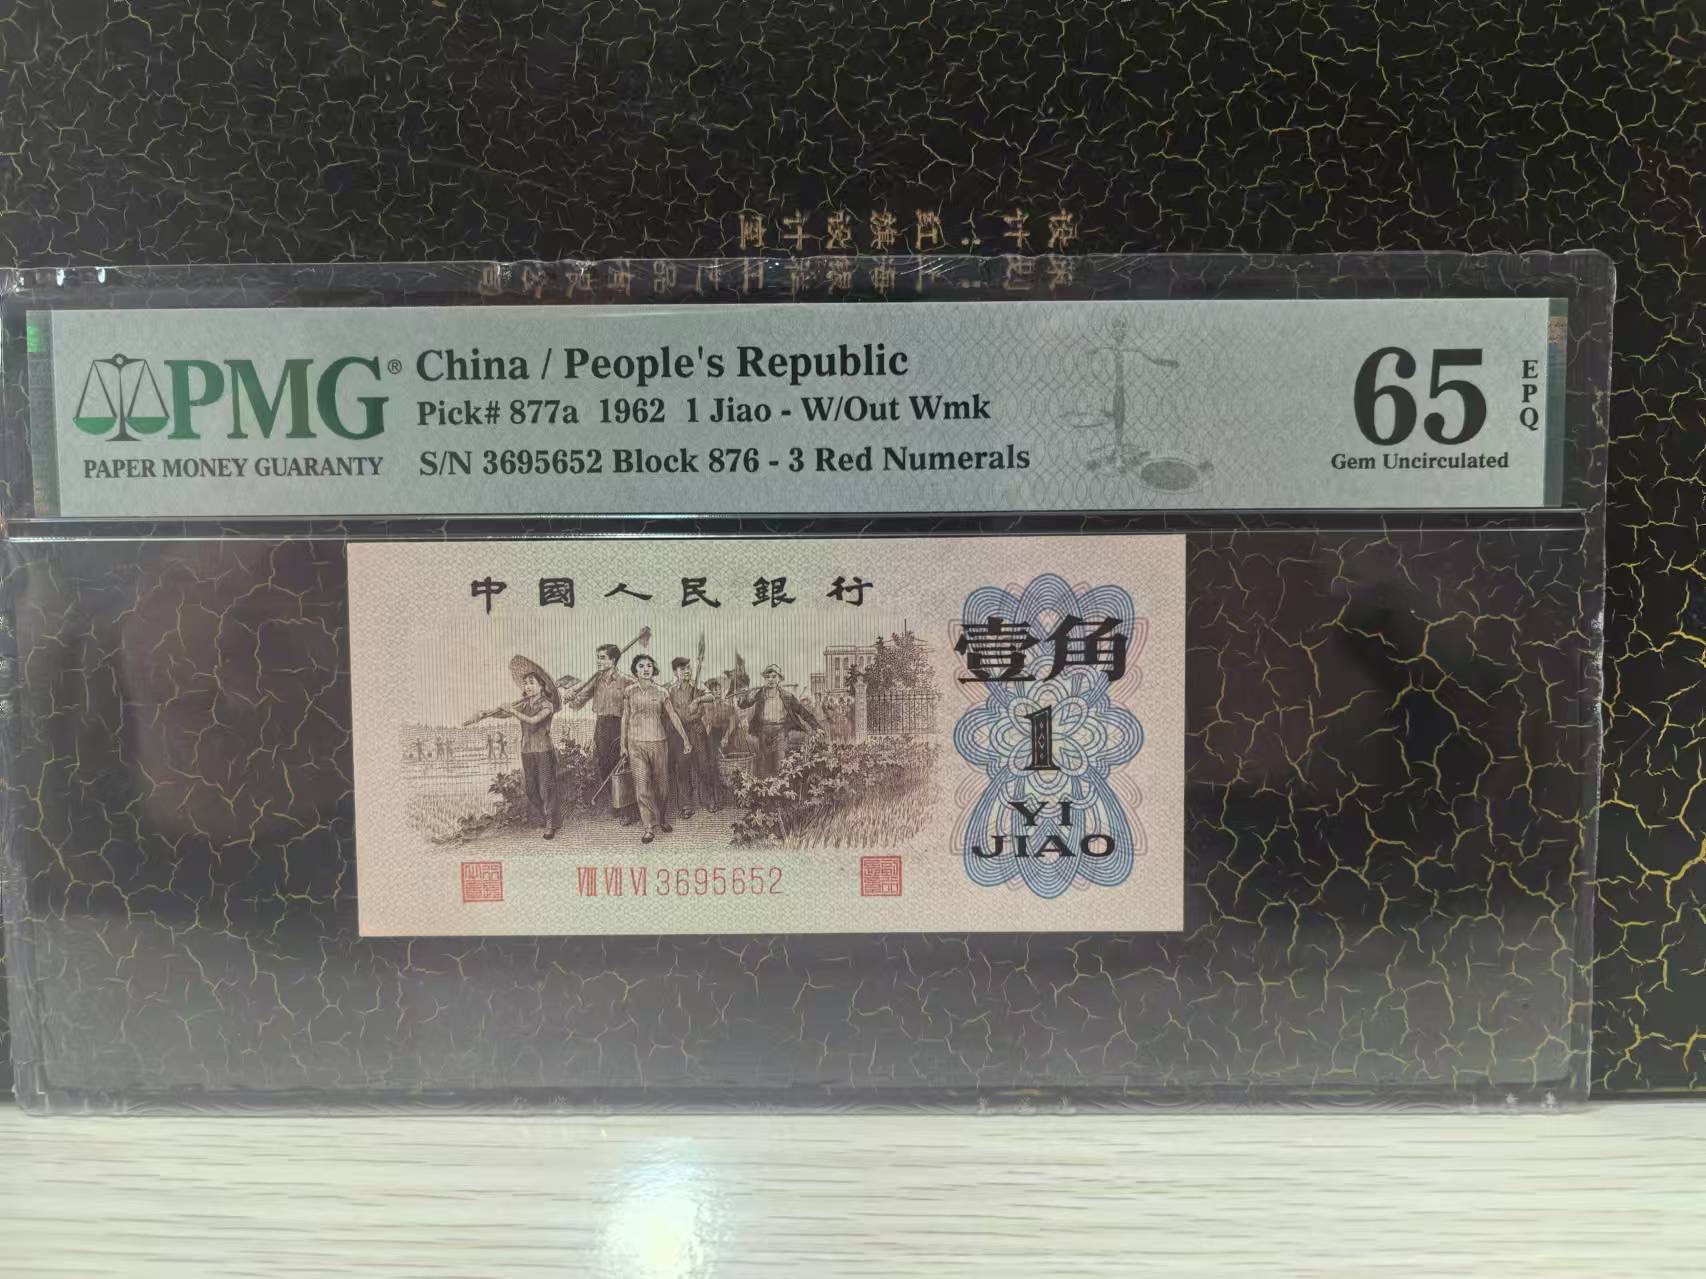 PMG®
PAPER MONEY GUARANTY
China / People's Republic
Pick# 877a 1962 1 Jiao - W/Out Wmk
S/N 3695652 Block 876 - 3 Red Numerals
65
EPQ
Gem Uncirculated
中國人民銀行
壹角
1
YI
JIAO
VIII VII VI 3695652